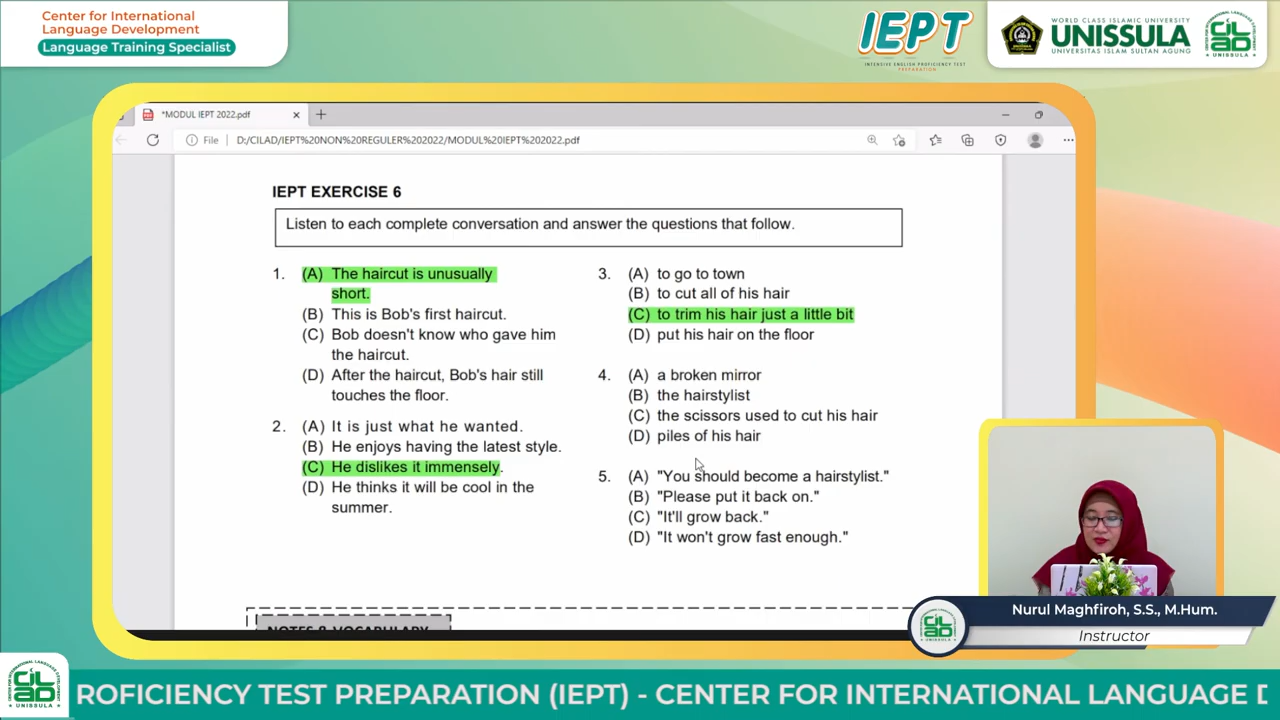 Center for International
Language Development
Language Training Specialist
IEPT
INTENSIVE ENGLISH PROFICIENCY TEST
PREPARATION
WORLD CLASS ISLAMIC UNIVERSITY
UNISSULA
UNIVERSITAS ISLAM SULTAN AGUNG
CILAD
UNISSULA
*MODUL IEPT 2022.pdf
File
D:/CILAD/IEPT%20NON%20REGULER%202022/MODUL%20IEPT%202022.pdf
IEPT EXERCISE 6
Listen to each complete conversation and answer the questions that follow.
1. (A) The haircut is unusually
short.
(B) This is Bob's first haircut.
(C) Bob doesn't know who gave him
the haircut.
(D) After the haircut, Bob's hair still
touches the floor.
2. (A) It is just what he wanted.
(B) He enjoys having the latest style.
(C) He dislikes it immensely.
(D) He thinks it will be cool in the
summer.
3. (A) to go to town
(B) to cut all of his hair
(C) to trim his hair just a little bit
(D) put his hair on the floor
4. (A) a broken mirror
(B) the hairstylist
(C) the scissors used to cut his hair
(D) piles of his hair
5. (A) "You should become a hairstylist."
(B) "Please put it back on."
(C) "It'll grow back."
(D) "It won't grow fast enough."
NOTES & VOCABULARY
Nurul Maghfiroh, S.S., M.Hum.
Instructor
CILAD
UNISSULA
ROFICIENCY TEST PREPARATION (IEPT) - CENTER FOR INTERNATIONAL LANGUAGE D